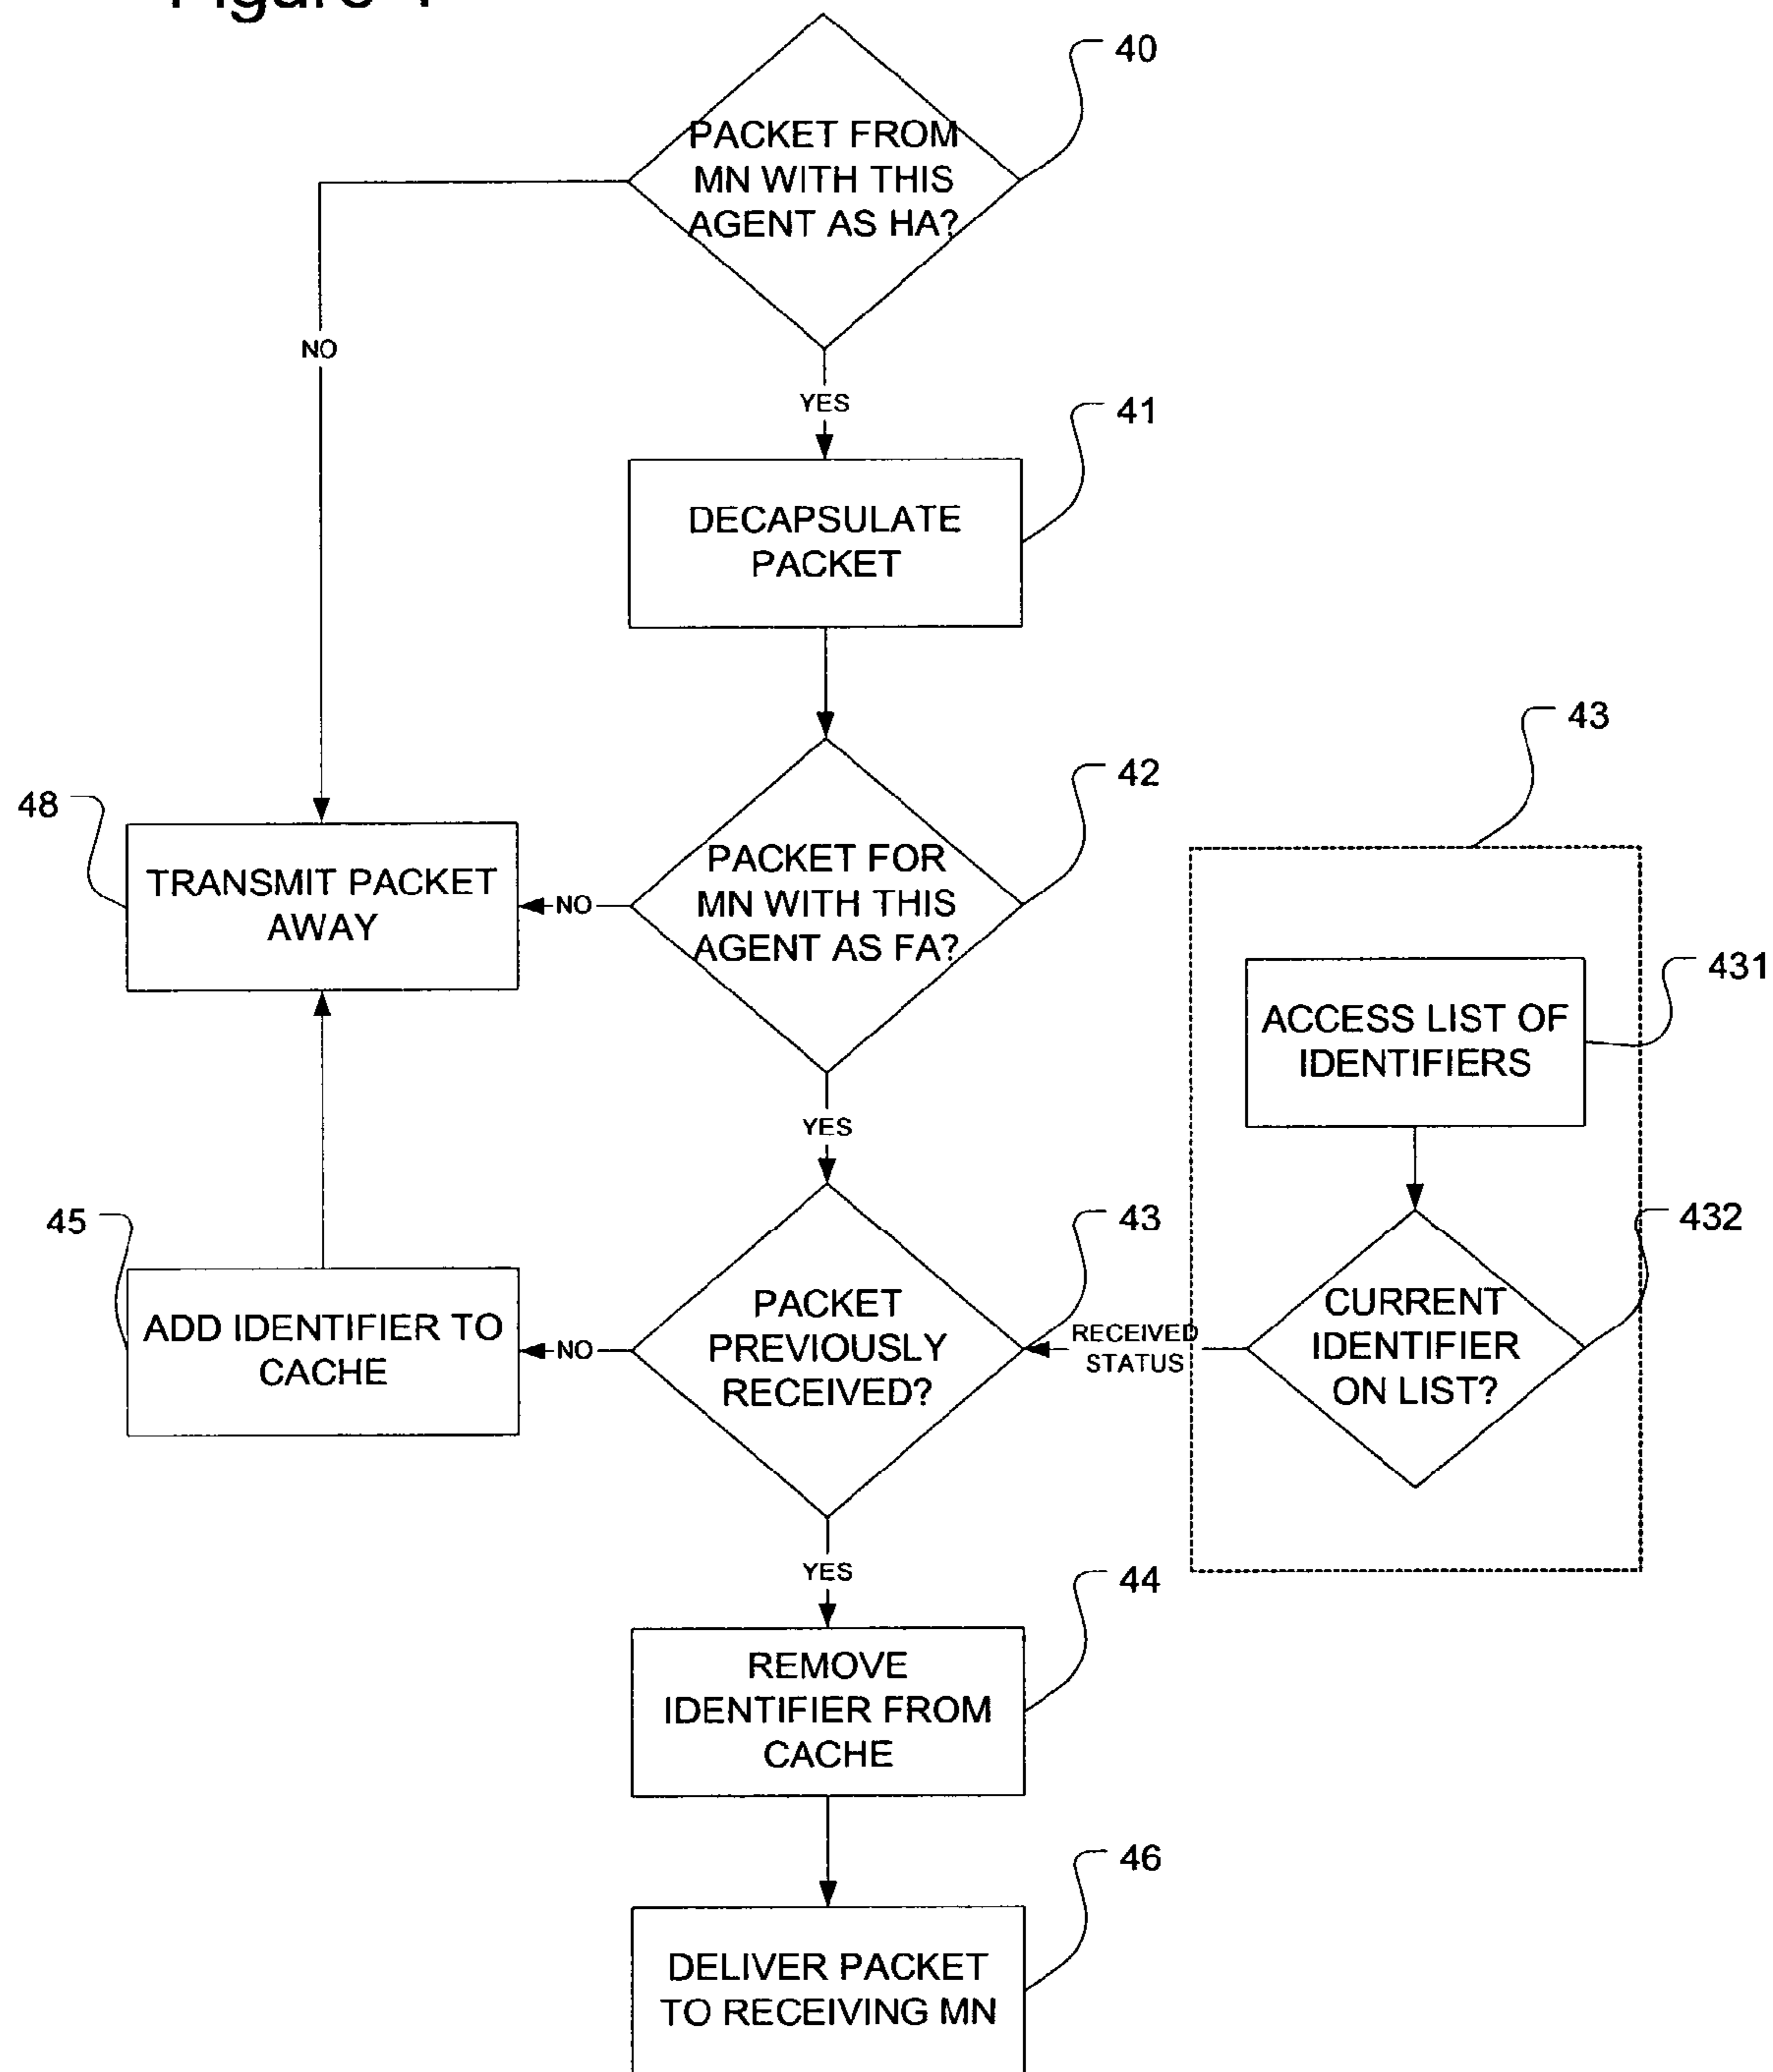 40
PACKET FROM
MN WITH THIS
AGENT AS HA?
NO
YES
41
DECAPSULATE
PACKET
43
42
48
PACKET FOR
MN WITH THIS
AGENT AS FA?
NO
TRANSMIT PACKET
AWAY
431
ACCESS LIST OF
IDENTIFIERS
YES
45
43
432
ADD IDENTIFIER TO
CACHE
NO
PACKET
PREVIOUSLY
RECEIVED?
RECEIVED
STATUS
CURRENT
IDENTIFIER
ON LIST?
YES
44
REMOVE
IDENTIFIER FROM
CACHE
46
DELIVER PACKET
TO RECEIVING MN